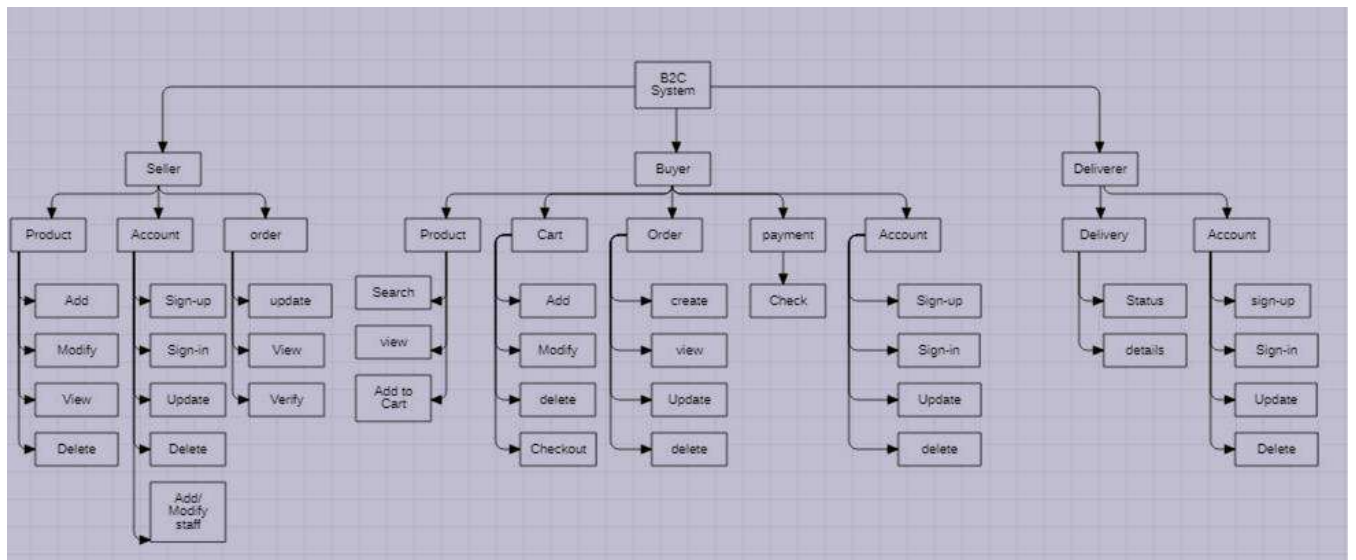 B2C
System
Seller
Buyer
Deliverer
Product
Account
order
Product
Cart
Order
payment
Account
Delivery
Account
Add
Modify
View
Delete
Sign-up
Sign-in
Update
Delete
Add/
Modify
staff
update
View
Verify
Search
view
Add to
Cart
Add
Modify
delete
Checkout
create
view
Update
delete
Check
Sign-up
Sign-in
Update
delete
Status
details
sign-up
Sign-in
Update
Delete